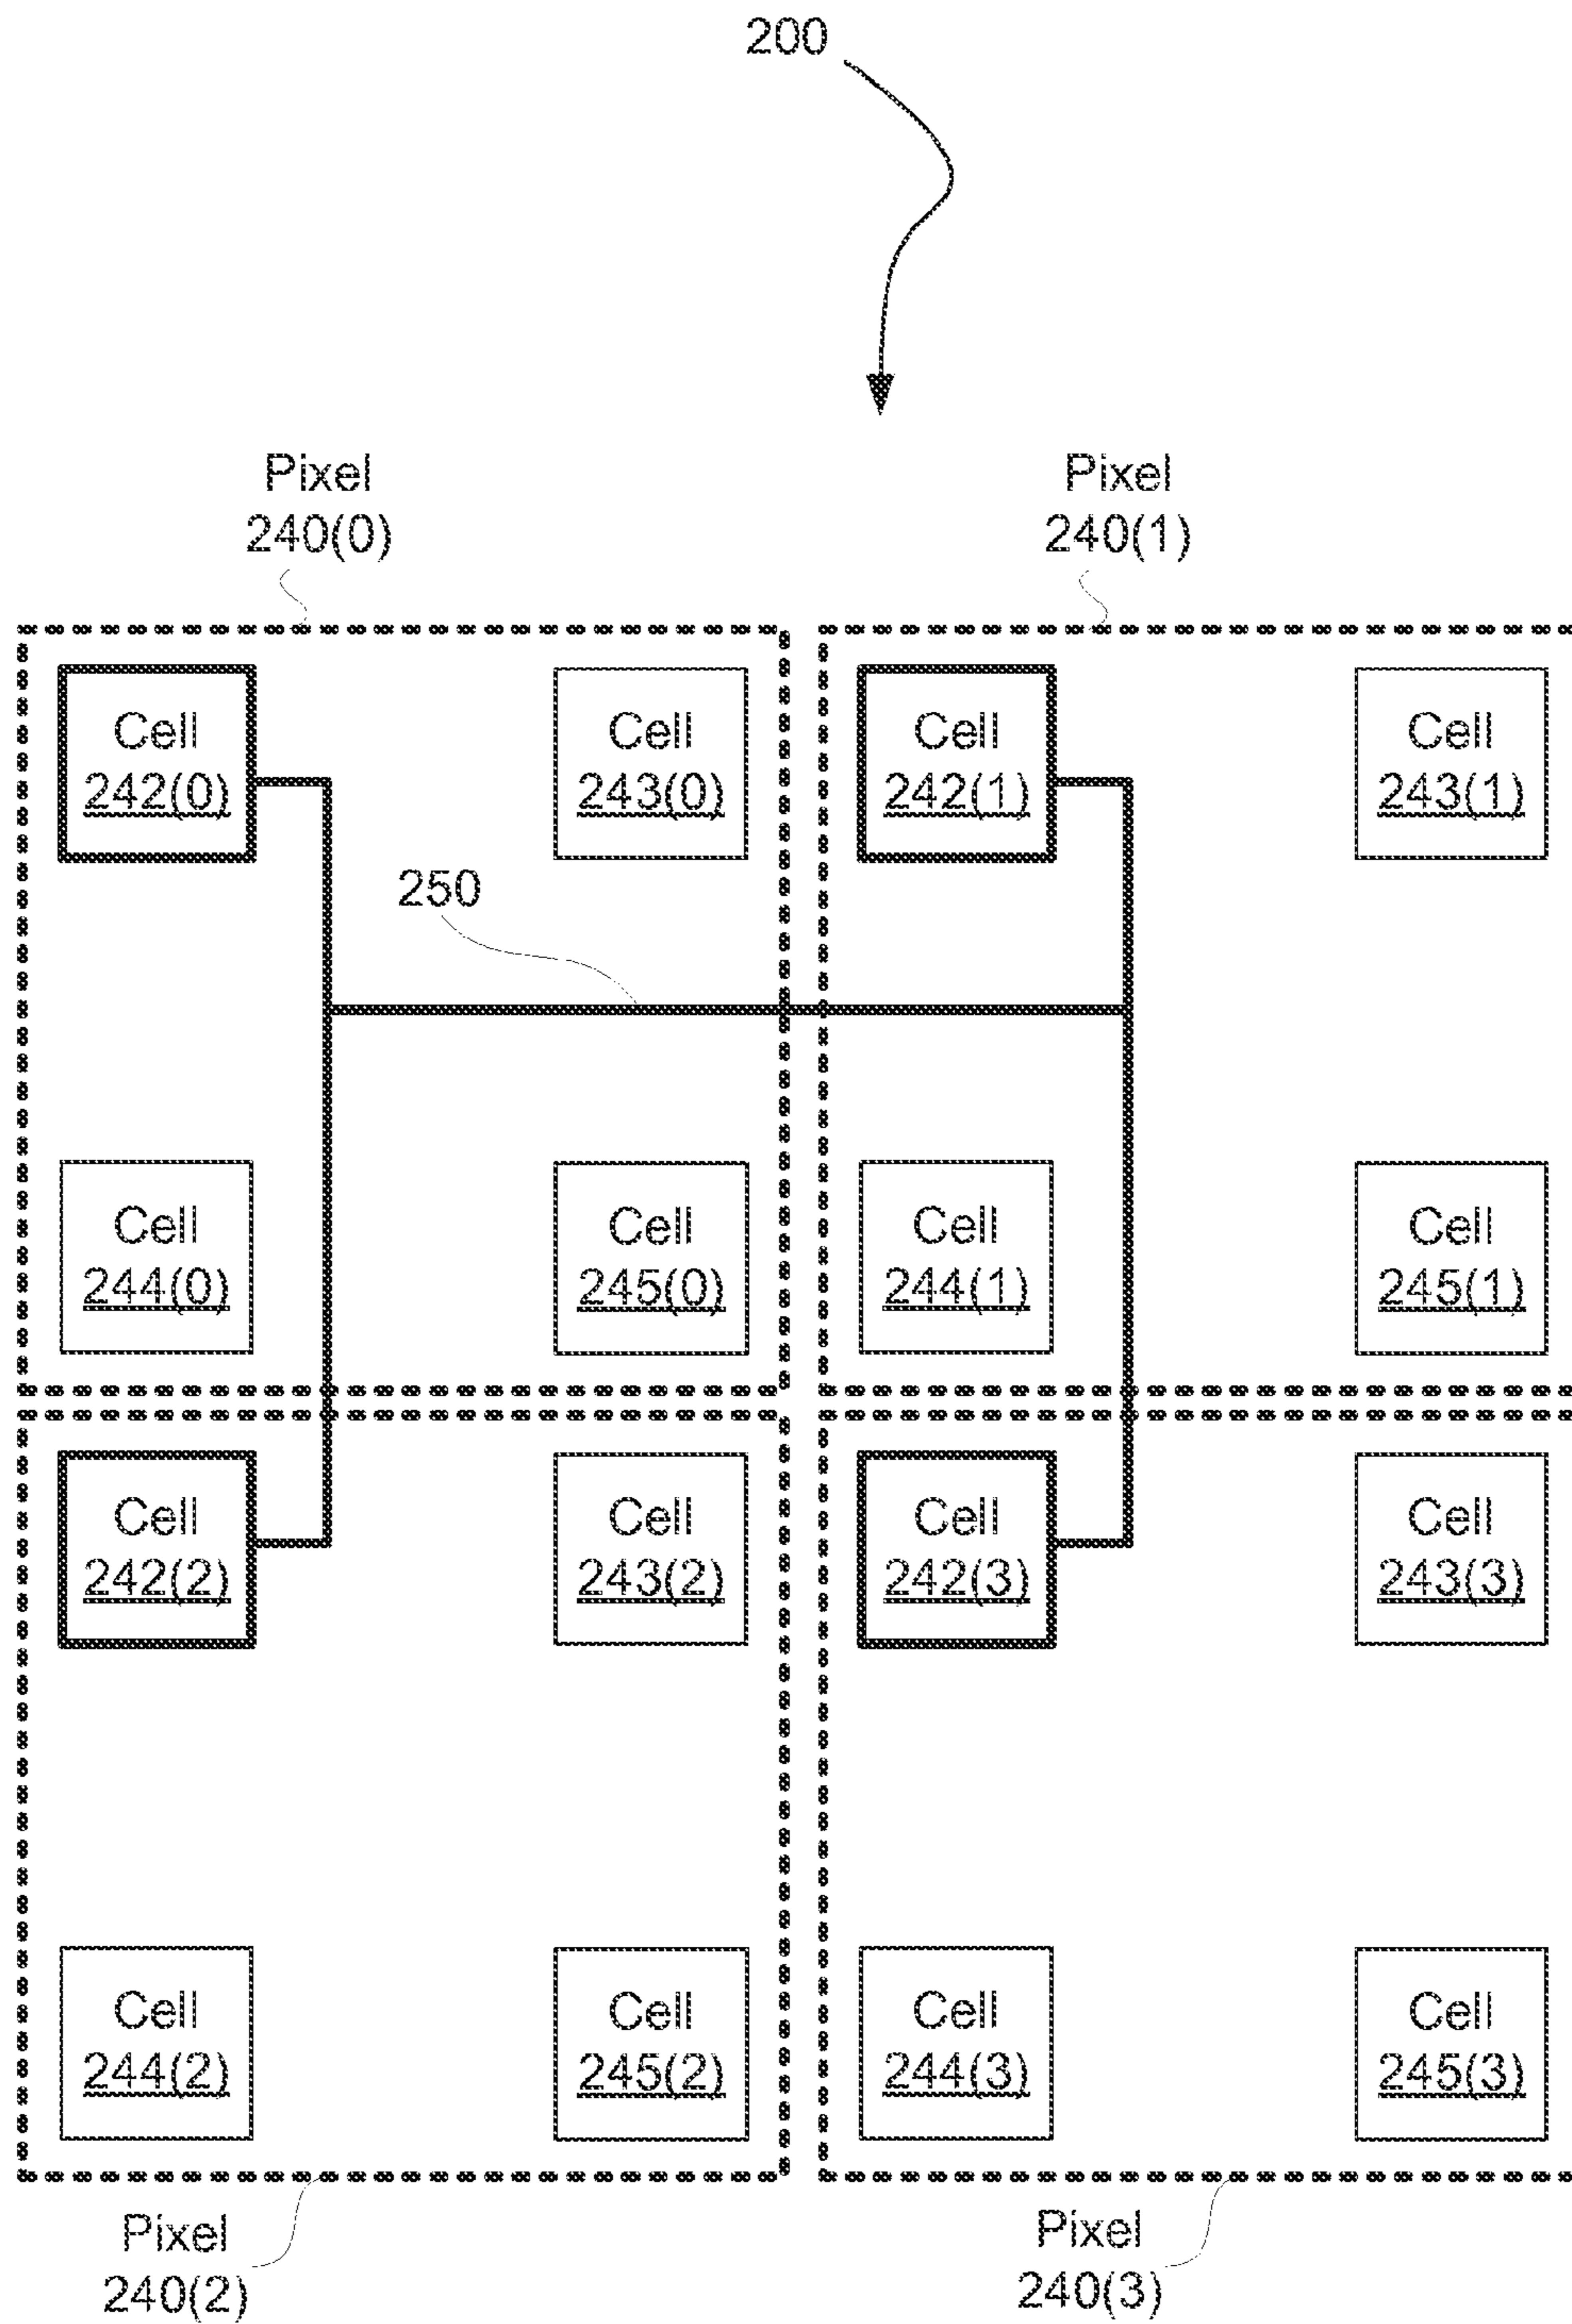 200
Pixel
240(0)
Pixel
240(1)
Cell
242(0)
Cell
243(0)
Cell
242(1)
Cell
243(1)
250
Cell
244(0)
Cell
245(0)
Cell
244(1)
Cell
245(1)
Cell
242(2)
Cell
243(2)
Cell
242(3)
Cell
243(3)
Cell
244(2)
Cell
245(2)
Cell
244(3)
Cell
245(3)
Pixel
240(2)
Pixel
240(3)